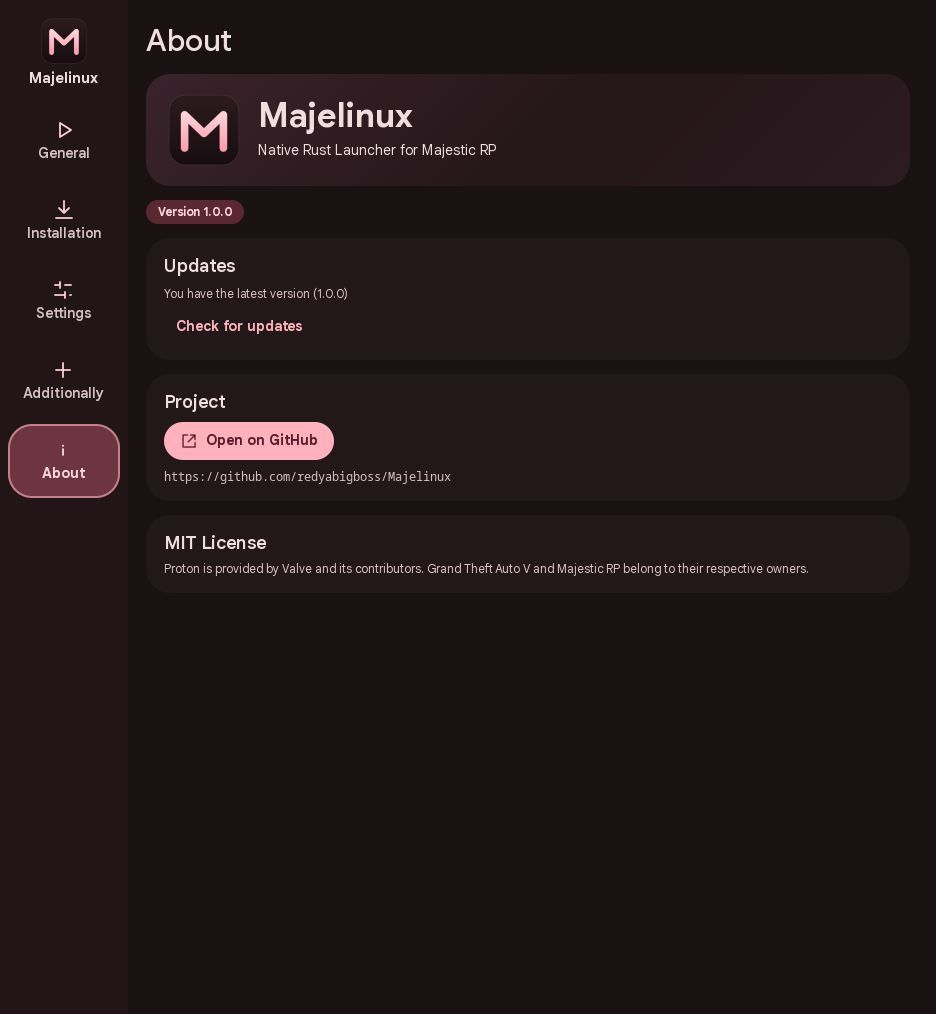 Majelinux
General
Installation
Settings
Additionally
About
About
Majelinux
Native Rust Launcher for Majestic RP
Version 1.0.0
Updates
You have the latest version (1.0.0)
Check for updates
Project
Open on GitHub
https://github.com/redyabigboss/Majelinux
MIT License
Proton is provided by Valve and its contributors. Grand Theft Auto V and Majestic RP belong to their respective owners.